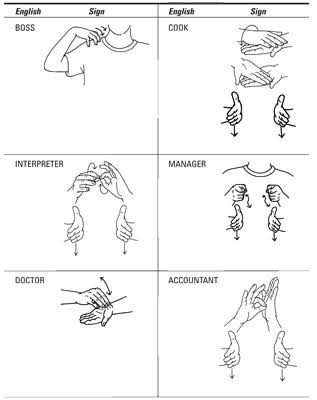 English Sign English Sign
BOSS COOK
INTERPRETER MANAGER
DOCTOR ACCOUNTANT